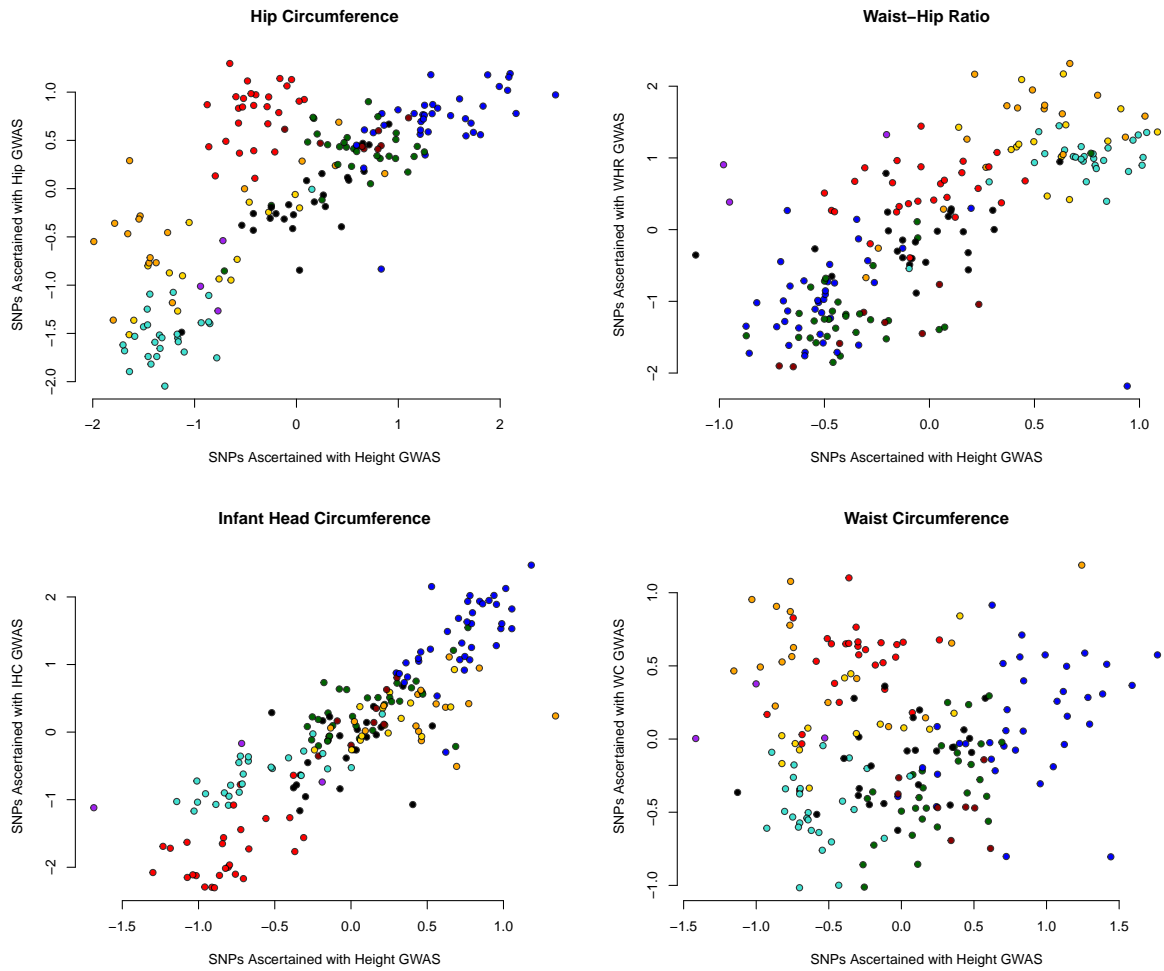 Hip Circumference
SNPs Ascertained with Hip GWAS
1.0
0.5
0.0
−0.5
−1.0
−1.5
−2.0
−2 −1 0 1 2
SNPs Ascertained with Height GWAS
Waist−Hip Ratio
SNPs Ascertained with WHR GWAS
2
1
0
−1
−2
−1.0 −0.5 0.0 0.5 1.0
SNPs Ascertained with Height GWAS
Infant Head Circumference
SNPs Ascertained with IHC GWAS
2
1
0
−1
−2
−1.5 −1.0 −0.5 0.0 0.5 1.0
SNPs Ascertained with Height GWAS
Waist Circumference
SNPs Ascertained with WC GWAS
1.0
0.5
0.0
−0.5
−1.0
−1.5 −1.0 −0.5 0.0 0.5 1.0 1.5
SNPs Ascertained with Height GWAS